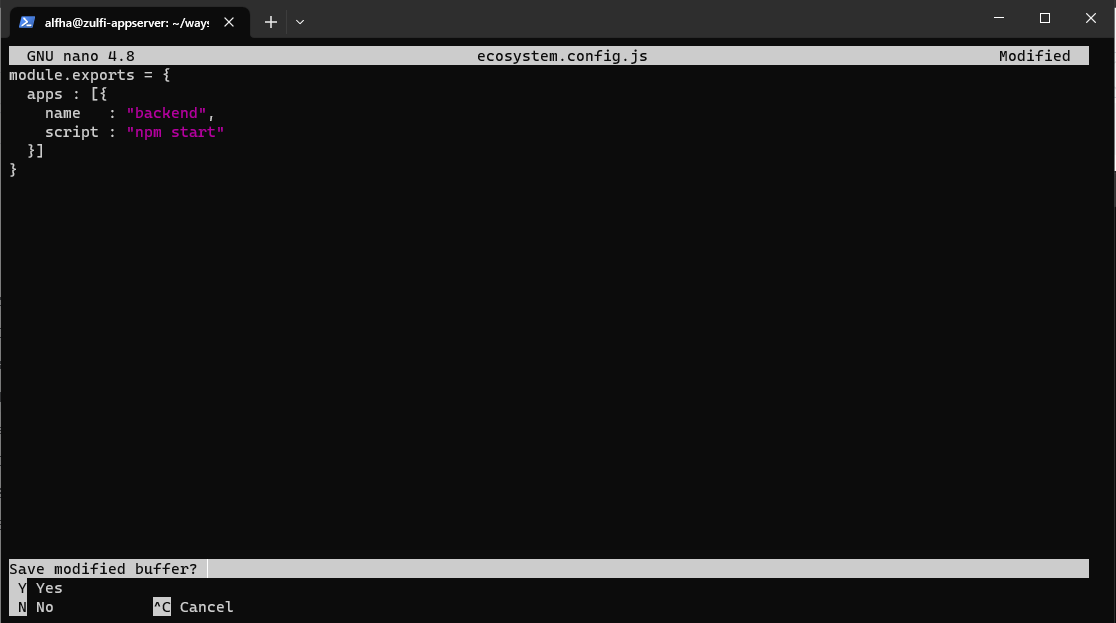 alfha@zulfi-appserver: ~/ways
GNU nano 4.8 ecosystem.config.js Modified
module.exports = {
  apps : [{
    name   : "backend",
    script : "npm start"
  }]
}
Save modified buffer?
Y Yes
N No ^C Cancel